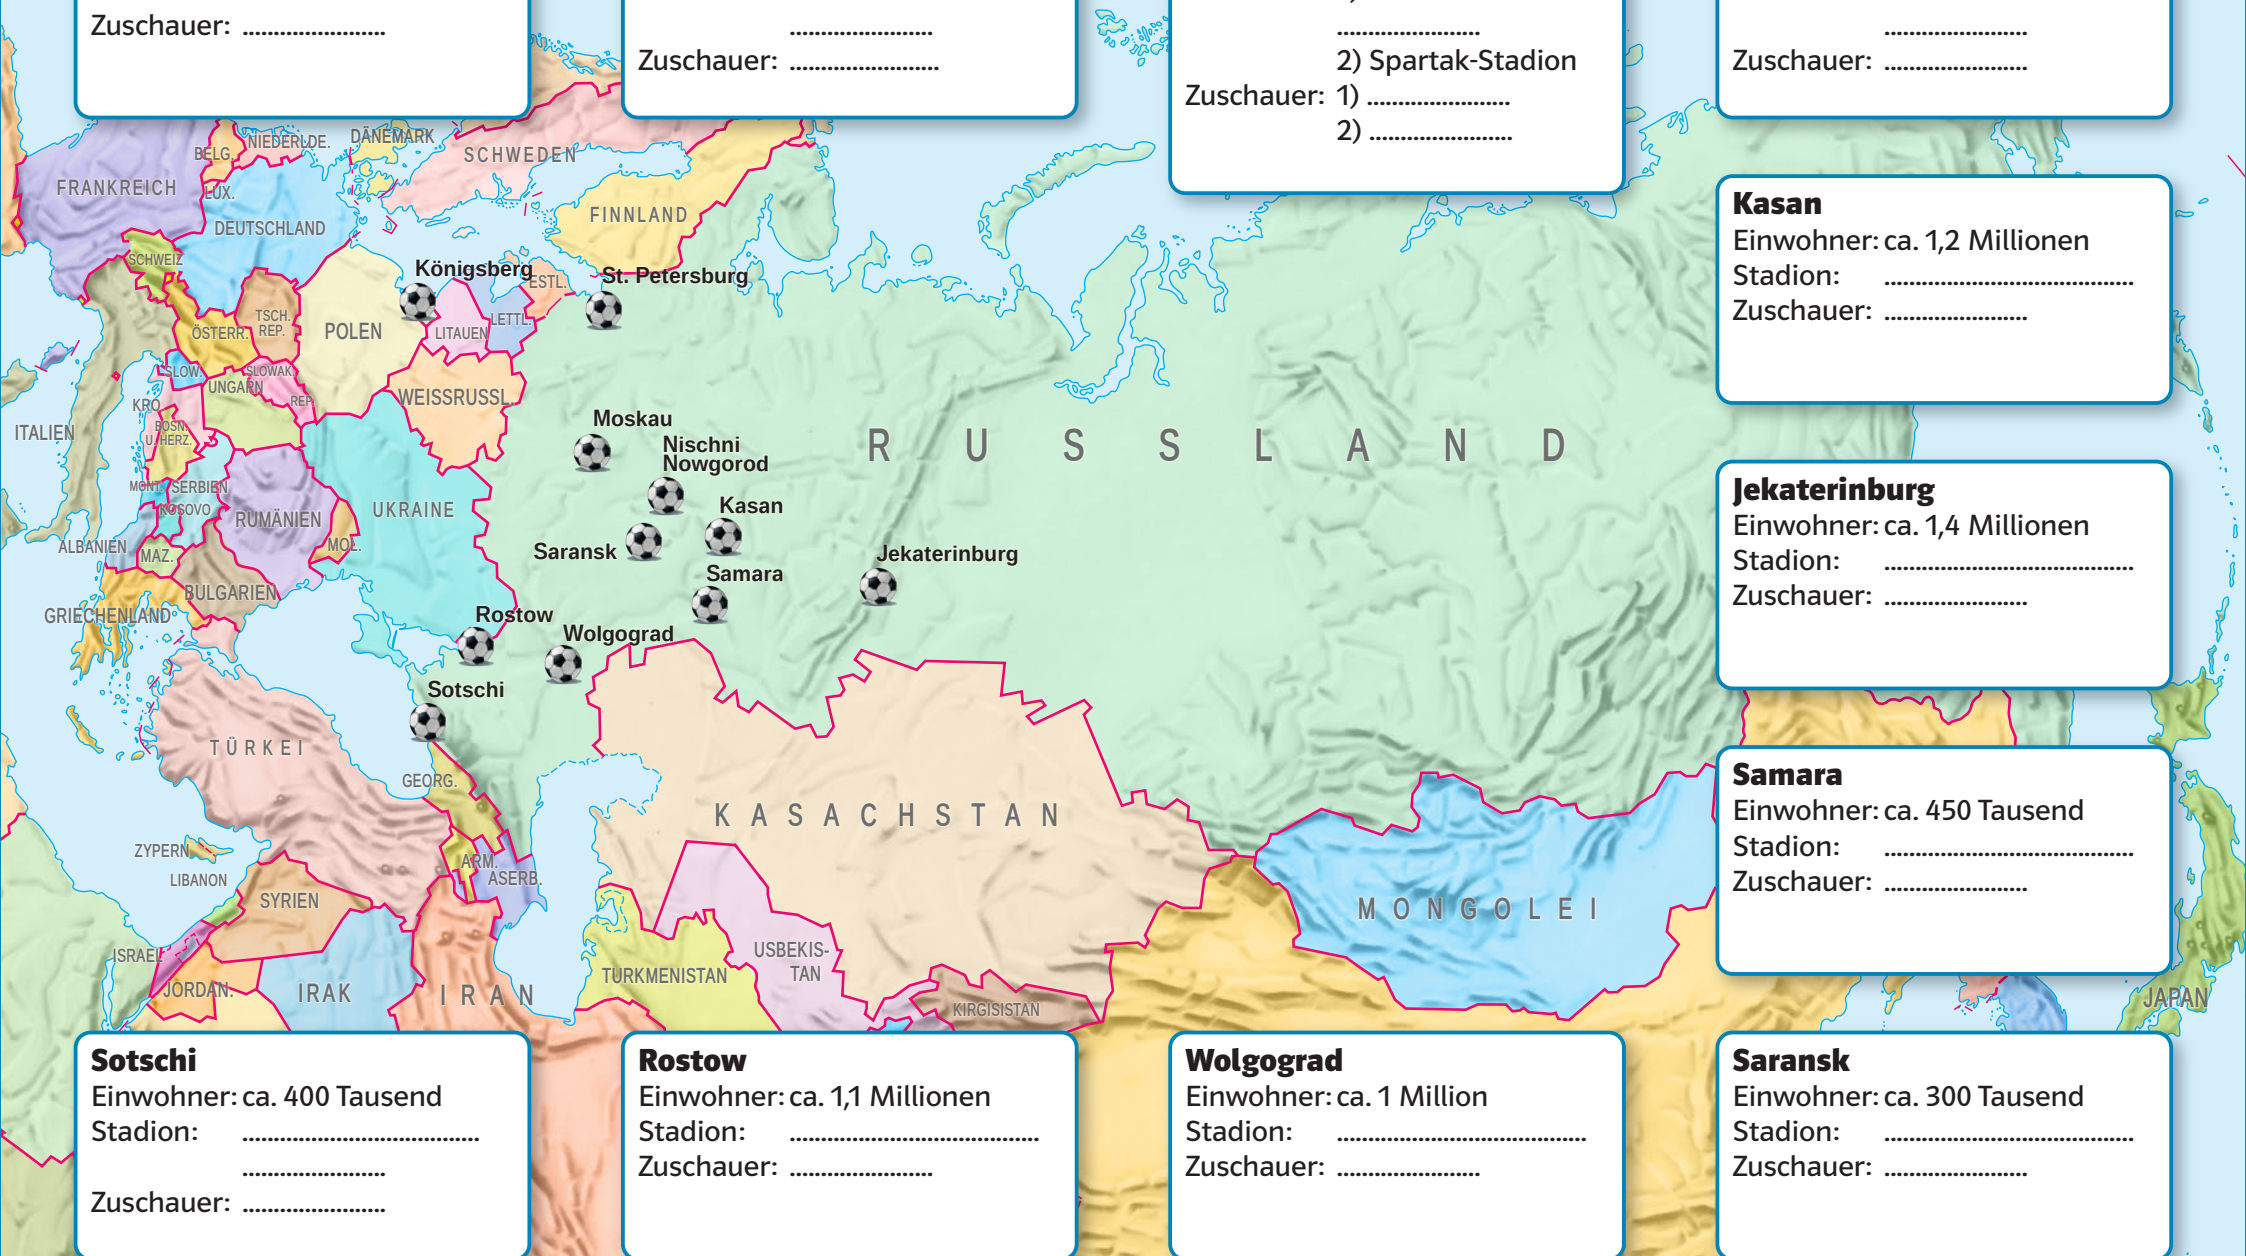 Zuschauer: .......................
.......................
Zuschauer: ........................
.......................
2) Spartak-Stadion
Zuschauer: 1) .......................
2) .......................
.......................
Zuschauer: .......................
FRANKREICH
BELG.
NIEDERLDE.
DÄNEMARK
LUX.
DEUTSCHLAND
SCHWEDEN
FINNLAND
SCHWEIZ
Königsberg
ESTL.
St. Petersburg
ÖSTERR.
TSCH.
REP.
POLEN
LITAUEN
LETTL.
SLOW.
UNGARN
SLOWAK.
REP.
WEISSRUSSL.
KRO.
BOSN.
U. HERZ.
ITALIEN
MONT.
SERBIEN
KOSOVO
RUMÄNIEN
UKRAINE
ALBANIEN
MAZ.
MOL.
BULGARIEN
GRIECHENLAND
Moskau
Nischni
Nowgorod
Kasan
Saransk
Samara
Jekaterinburg
Rostow
Wolgograd
Sotschi
RUSSLAND
TÜRKEI
GEORG.
KASACHSTAN
ZYPERN
LIBANON
ARM.
ASERB.
SYRIEN
ISRAEL
JORDAN.
IRAK
IRAN
TURKMENISTAN
USBEKIS-
TAN
KIRGISISTAN
MONGOLEI
JAPAN
Kasan
Einwohner: ca. 1,2 Millionen
Stadion: ........................................
Zuschauer: .......................
Jekaterinburg
Einwohner: ca. 1,4 Millionen
Stadion: ........................................
Zuschauer: .......................
Samara
Einwohner: ca. 450 Tausend
Stadion: ........................................
Zuschauer: .......................
Sotschi
Einwohner: ca. 400 Tausend
Stadion: ......................................
.......................
Zuschauer: .......................
Rostow
Einwohner: ca. 1,1 Millionen
Stadion: ........................................
Zuschauer: .......................
Wolgograd
Einwohner: ca. 1 Million
Stadion: ........................................
Zuschauer: .......................
Saransk
Einwohner: ca. 300 Tausend
Stadion: ........................................
Zuschauer: .......................